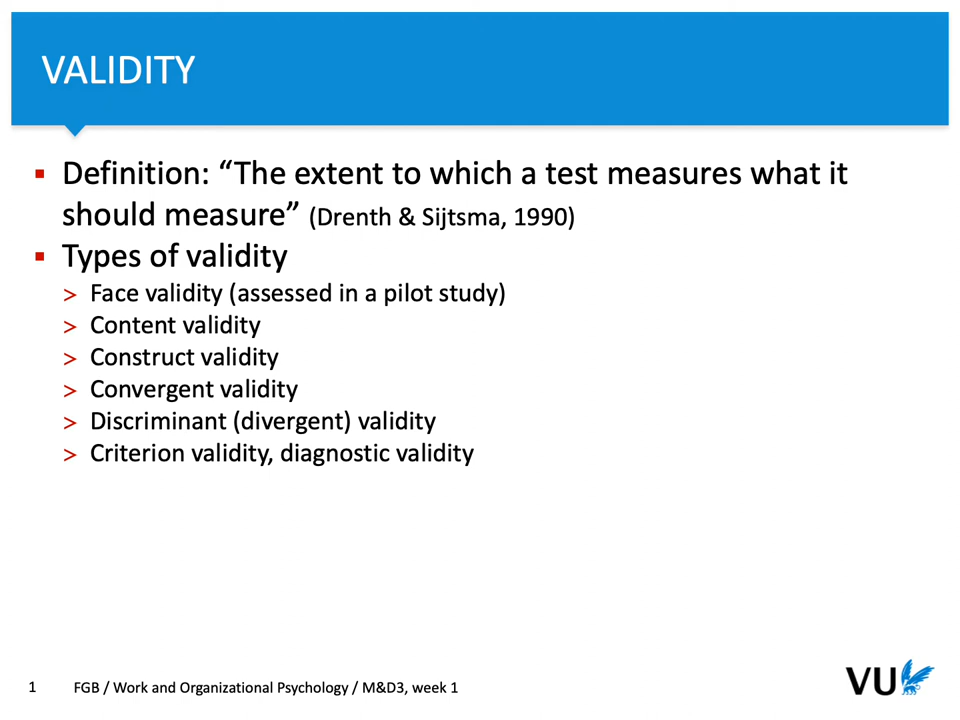 VALIDITY
▪ Definition: “The extent to which a test measures what it
should measure” (Drenth & Sijtsma, 1990)
▪ Types of validity
> Face validity (assessed in a pilot study)
> Content validity
> Construct validity
> Convergent validity
> Discriminant (divergent) validity
> Criterion validity, diagnostic validity
1 FGB / Work and Organizational Psychology / M&D3, week 1
VU